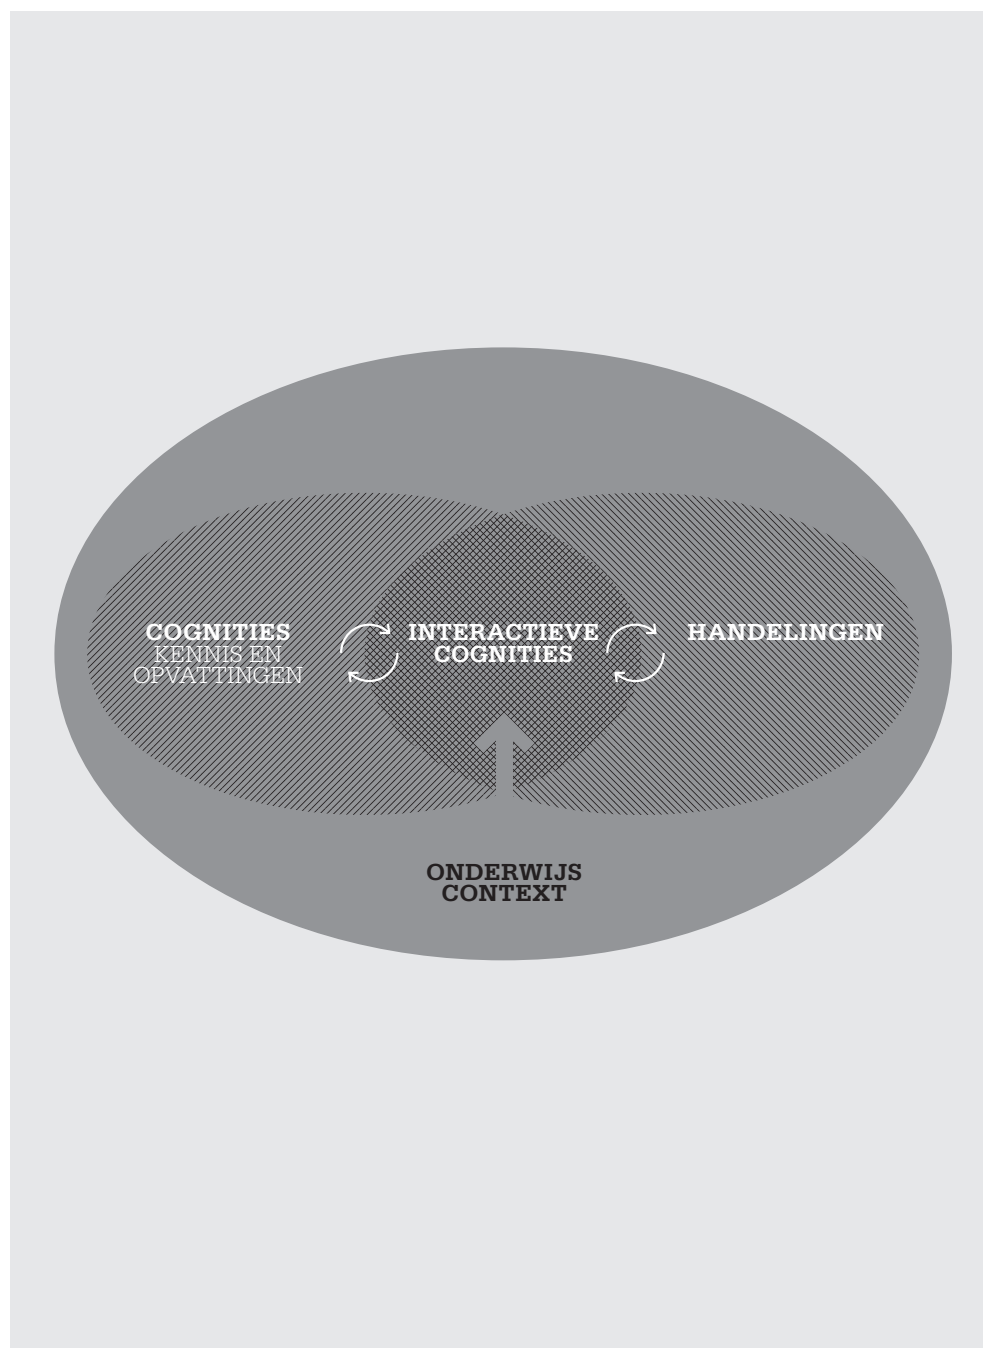 COGNITIES
KENNIS EN
OPVATTINGEN
INTERACTIEVE
COGNITIES
HANDELINGEN
ONDERWIJS
CONTEXT